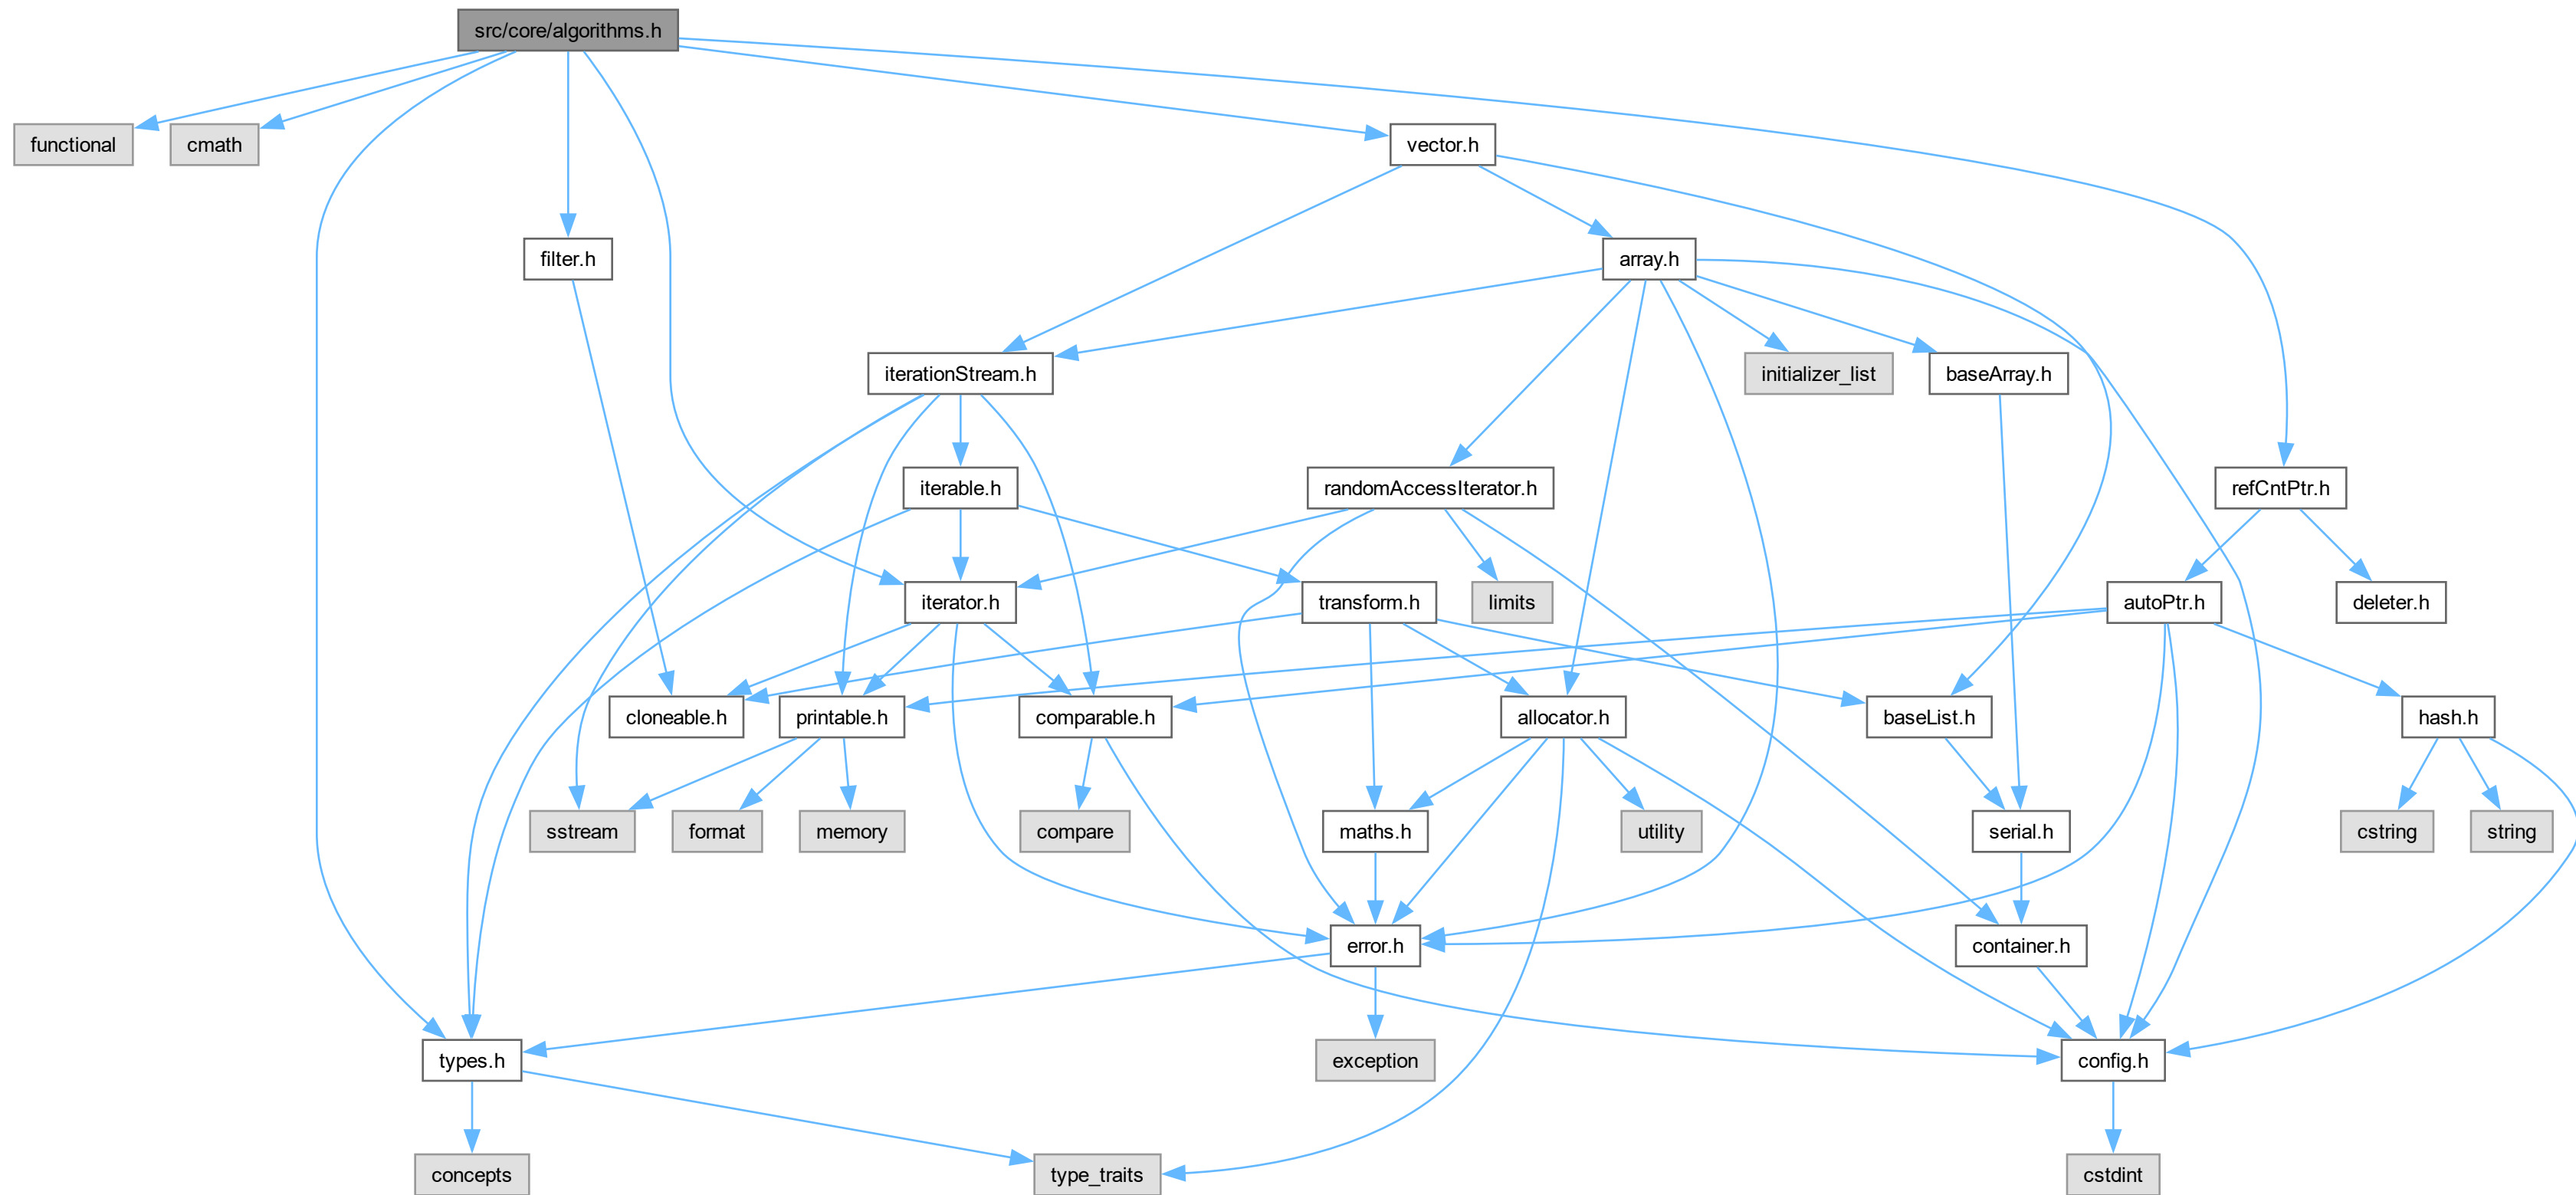 src/core/algorithms.h
functional
cmath
vector.h
filter.h
array.h
iterationStream.h
initializer_list
baseArray.h
iterable.h
randomAccessIterator.h
refCntPtr.h
iterator.h
transform.h
limits
autoPtr.h
deleter.h
cloneable.h
printable.h
comparable.h
allocator.h
baseList.h
hash.h
sstream
format
memory
compare
maths.h
utility
serial.h
cstring
string
error.h
container.h
types.h
exception
config.h
concepts
type_traits
cstdint